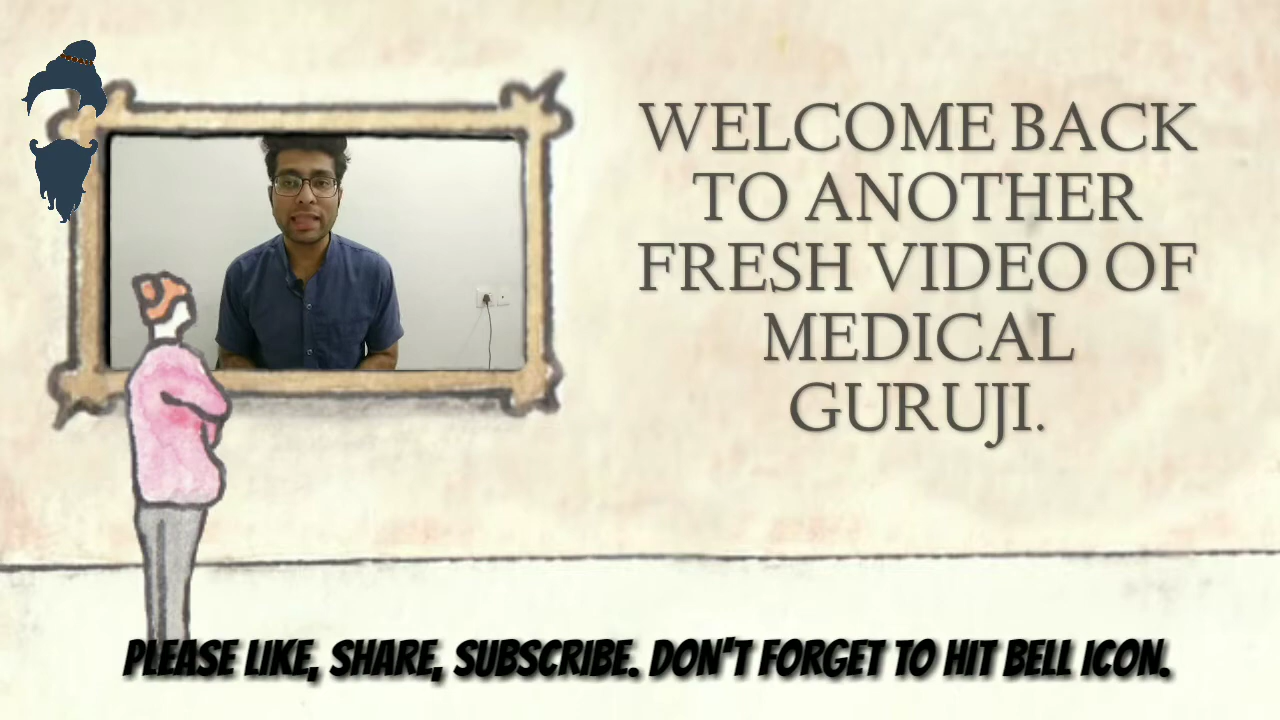 WELCOME BACK
TO ANOTHER
FRESH VIDEO OF
MEDICAL
GURUJI.
PLEASE LIKE, SHARE, SUBSCRIBE. DON'T FORGET TO HIT BELL ICON.